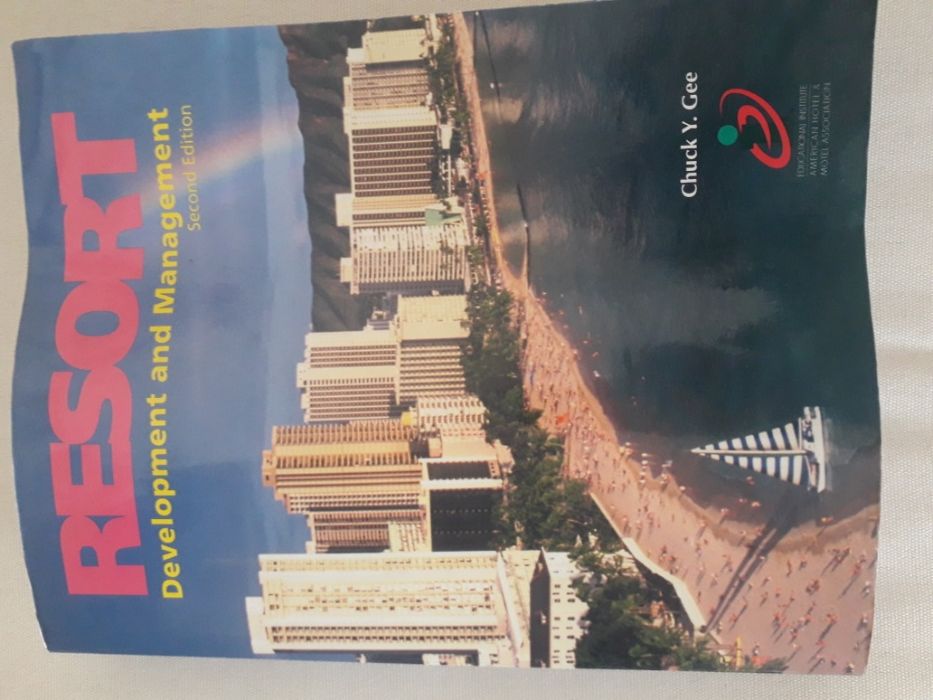 RESORT
Development and Management
Second Edition
Chuck Y. Gee
EDUCATIONAL INSTITUTE
AMERICAN HOTEL &
MOTEL ASSOCIATION